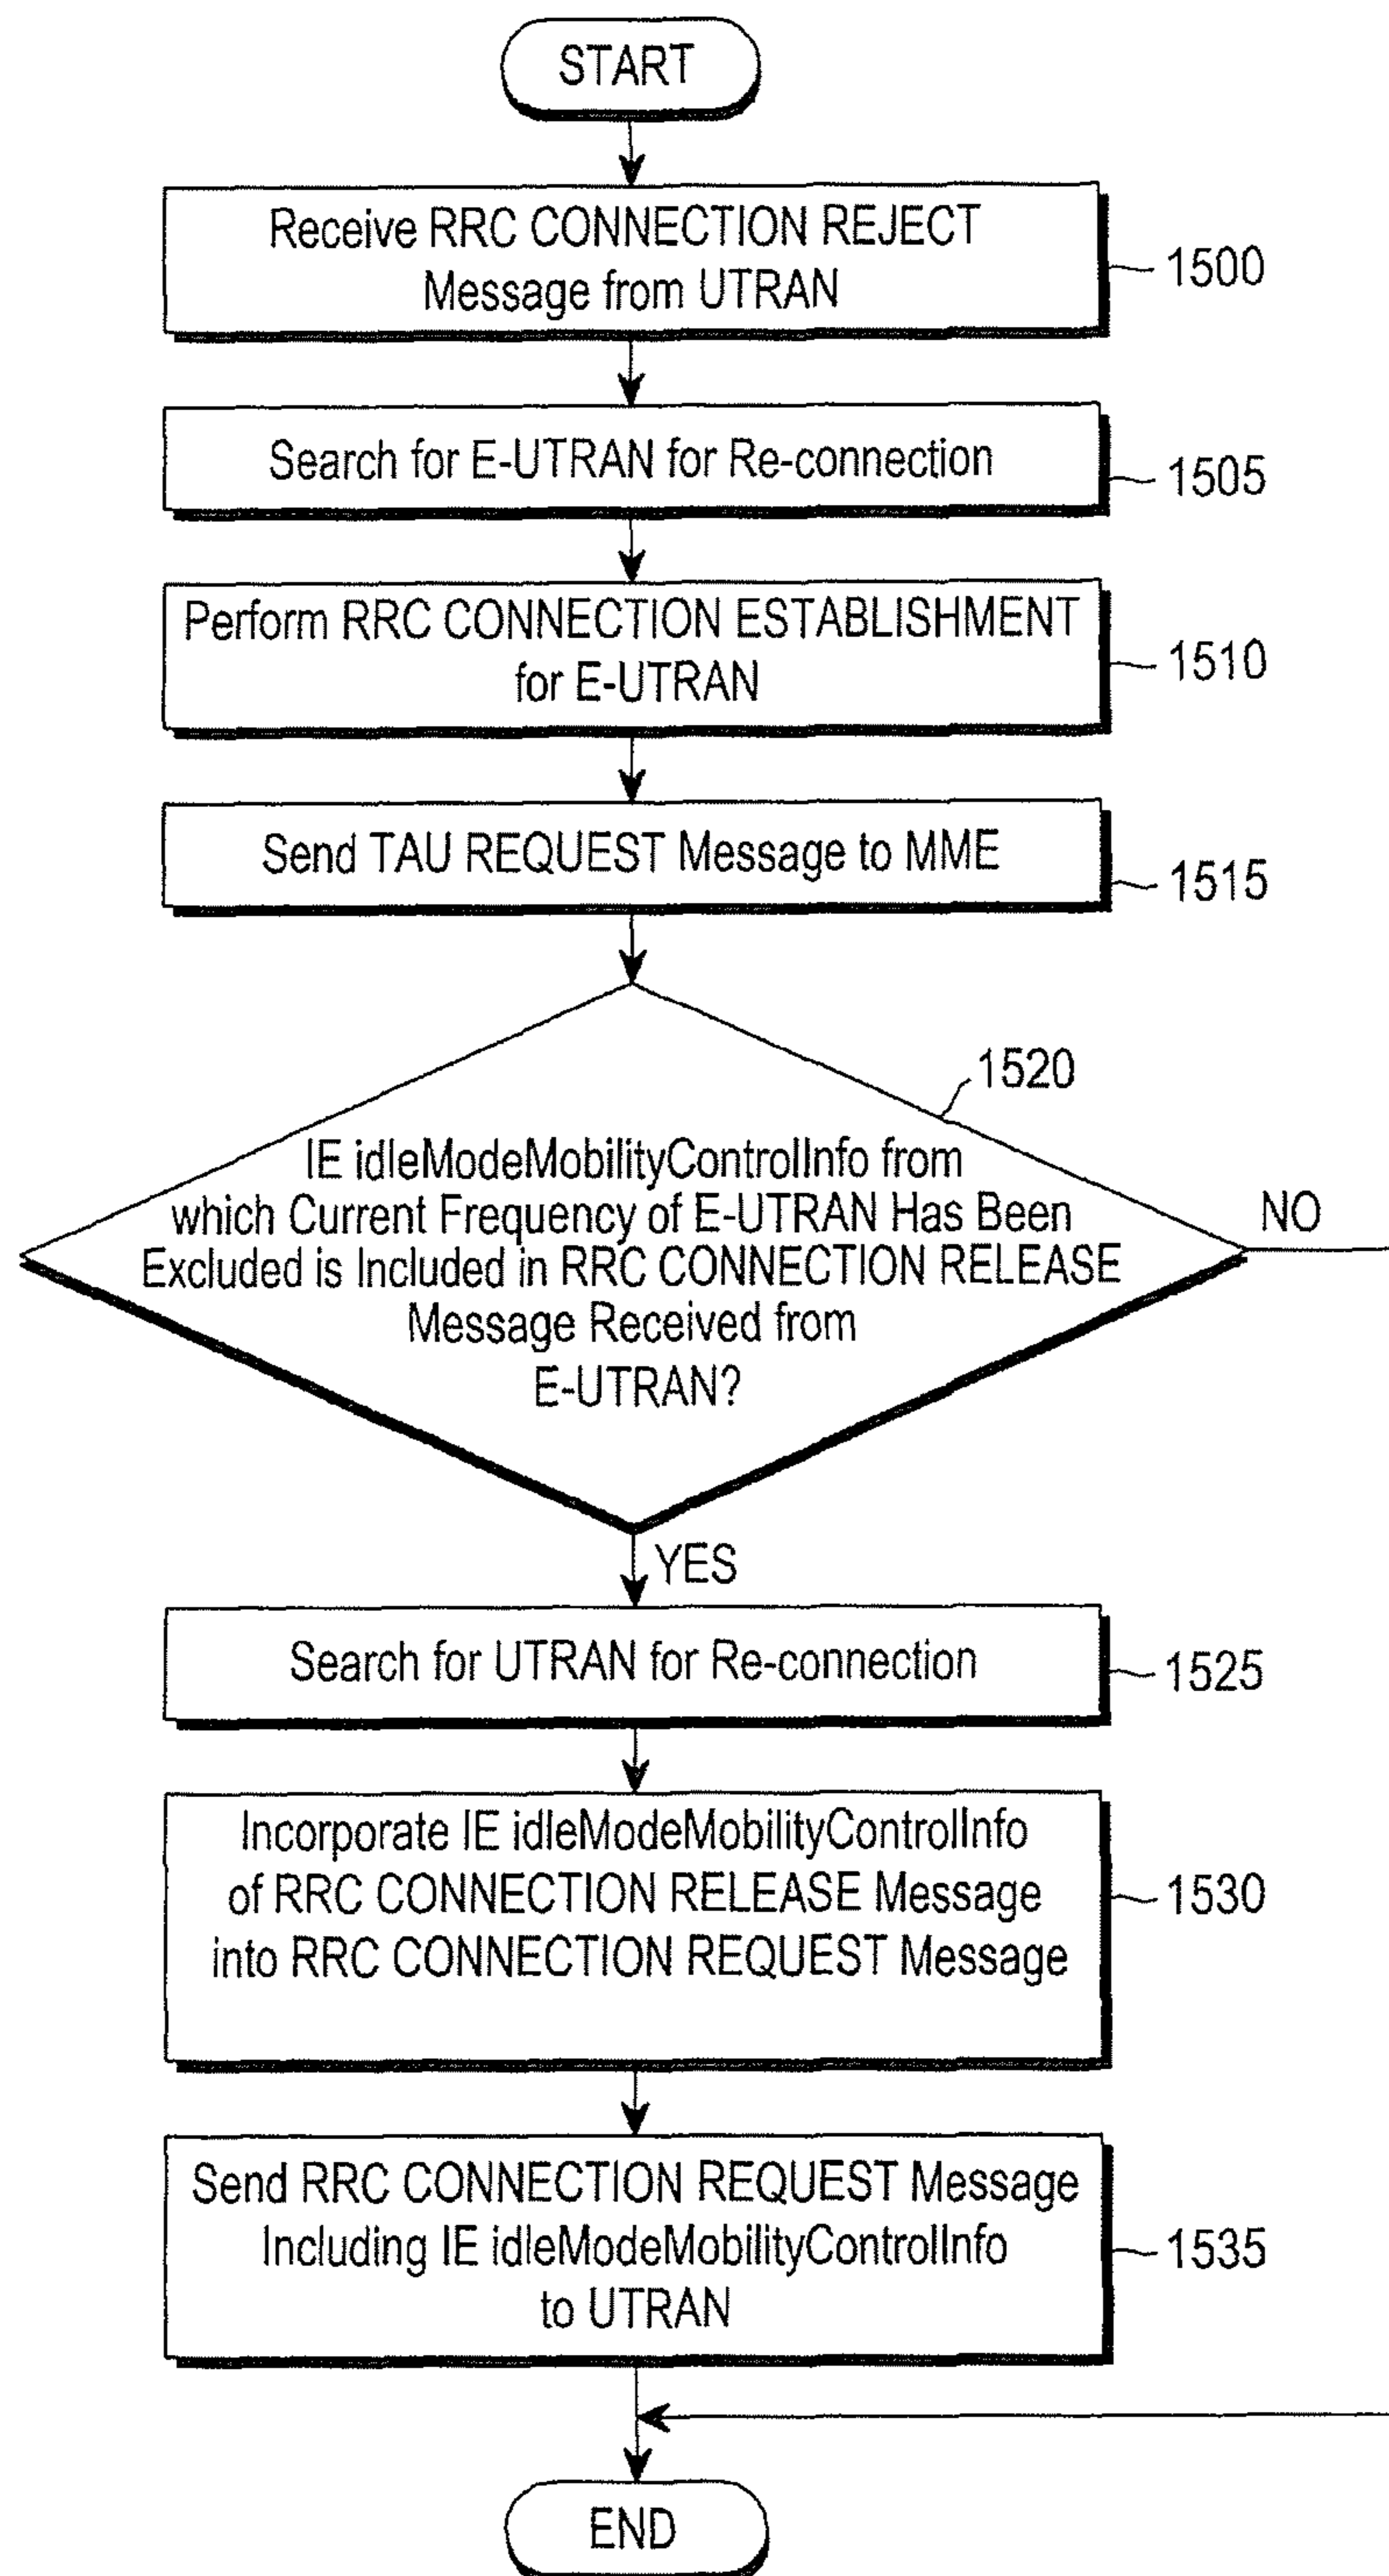 START
Receive RRC CONNECTION REJECT
Message from UTRAN
1500
Search for E-UTRAN for Re-connection
1505
Perform RRC CONNECTION ESTABLISHMENT
for E-UTRAN
1510
Send TAU REQUEST Message to MME
1515
1520
IE idleModeMobilityControlInfo from
which Current Frequency of E-UTRAN Has Been
Excluded is Included in RRC CONNECTION RELEASE
Message Received from
E-UTRAN?
NO
YES
Search for UTRAN for Re-connection
1525
Incorporate IE idleModeMobilityControlInfo
of RRC CONNECTION RELEASE Message
into RRC CONNECTION REQUEST Message
1530
Send RRC CONNECTION REQUEST Message
Including IE idleModeMobilityControlInfo
to UTRAN
1535
END